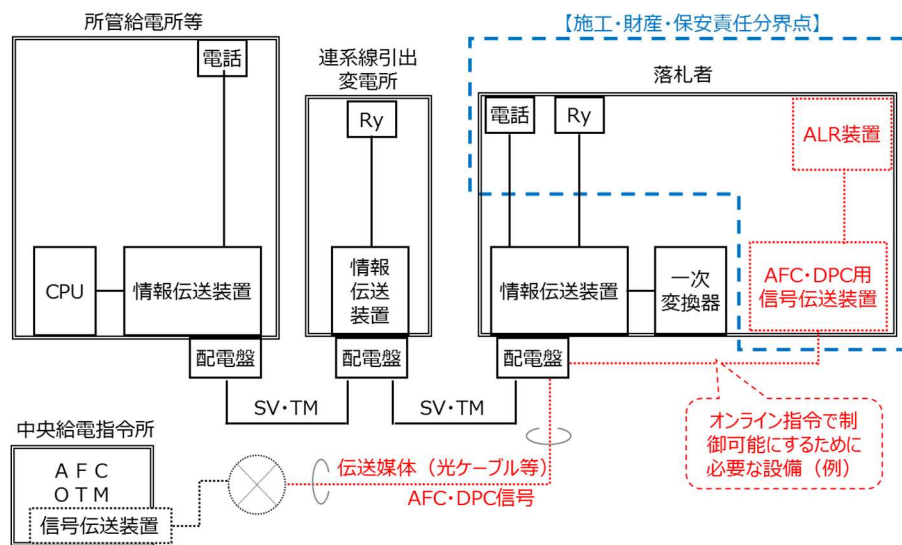 所管給電所等
電話
CPU
情報伝送装置
配電盤
連系線引出
変電所
Ry
情報
伝送
装置
配電盤
【施工・財産・保安責任分界点】
落札者
電話
Ry
ALR装置
情報伝送装置
一次
変換器
AFC・DPC用
信号伝送装置
配電盤
SV・TM
SV・TM
オンライン指令で制
御可能にするために
必要な設備（例）
中央給電指令所
ＡＦＣ
ＯＴＭ
信号伝送装置
伝送媒体（光ケーブル等）
AFC・DPC信号